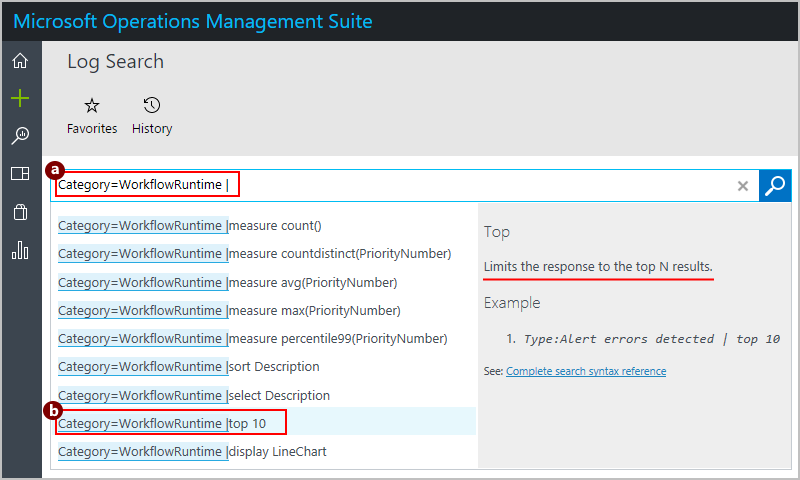 Microsoft Operations Management Suite
Log Search
Favorites
History
a
Category=WorkflowRuntime |
Category=WorkflowRuntime |measure count()
Category=WorkflowRuntime |measure countdistinct(PriorityNumber)
Category=WorkflowRuntime |measure avg(PriorityNumber)
Category=WorkflowRuntime |measure max(PriorityNumber)
Category=WorkflowRuntime |measure percentile99(PriorityNumber)
Category=WorkflowRuntime |sort Description
Category=WorkflowRuntime |select Description
b
Category=WorkflowRuntime |top 10
Category=WorkflowRuntime |display LineChart
Top
Limits the response to the top N results.
Example
1. Type:Alert errors detected | top 10
See: Complete search syntax reference